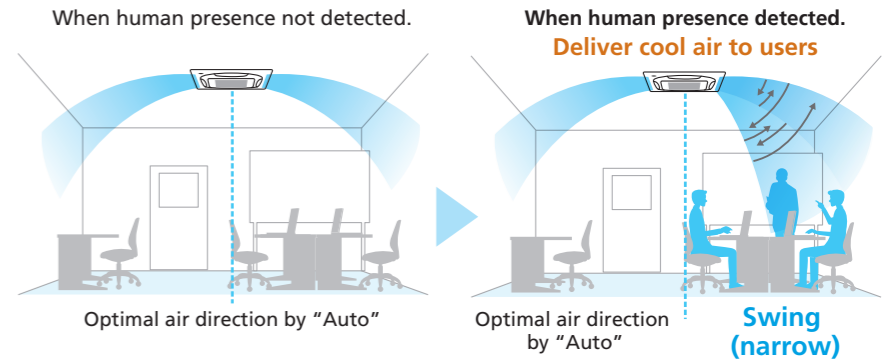 When human presence not detected.
When human presence detected.
Deliver cool air to users
Optimal air direction by “Auto”
Optimal air direction
by “Auto”
Swing
(narrow)